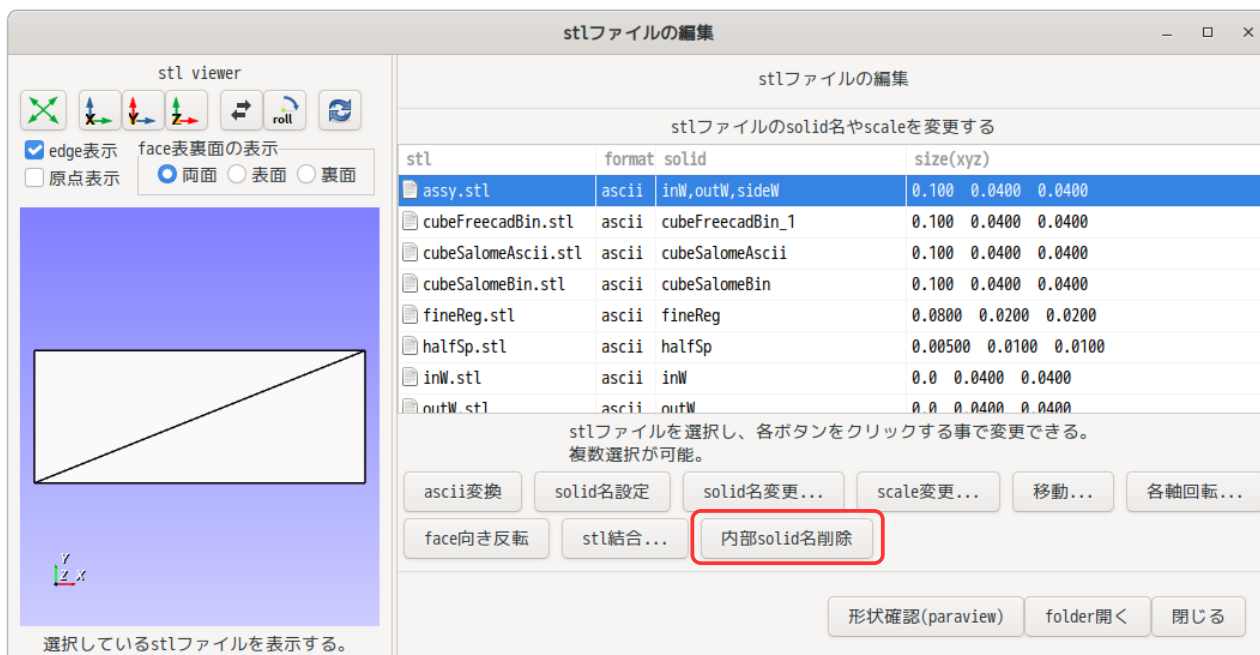 stlファイルの編集
stl viewer
X Y Z roll
edge表示
原点表示
face表裏面の表示
両面 表面 裏面
Y
Z X
選択しているstlファイルを表示する。
stlファイルの編集
stlファイルのsolid名やscaleを変更する
stl format solid size(xyz)
assy.stl ascii inW,outW,sideW 0.100 0.0400 0.0400
cubeFreecadBin.stl ascii cubeFreecadBin_1 0.100 0.0400 0.0400
cubeSalomeAscii.stl ascii cubeSalomeAscii 0.100 0.0400 0.0400
cubeSalomeBin.stl ascii cubeSalomeBin 0.100 0.0400 0.0400
fineReg.stl ascii fineReg 0.0800 0.0200 0.0200
halfSp.stl ascii halfSp 0.00500 0.0100 0.0100
inW.stl ascii inW 0.0 0.0400 0.0400
outW.stl ascii outW 0.0 0.0400 0.0400
stlファイルを選択し、各ボタンをクリックする事で変更できる。
複数選択が可能。
ascii変換 solid名設定 solid名変更... scale変更... 移動... 各軸回転...
face向き反転 stl結合... 内部solid名削除
形状確認(paraview) folder開く 閉じる